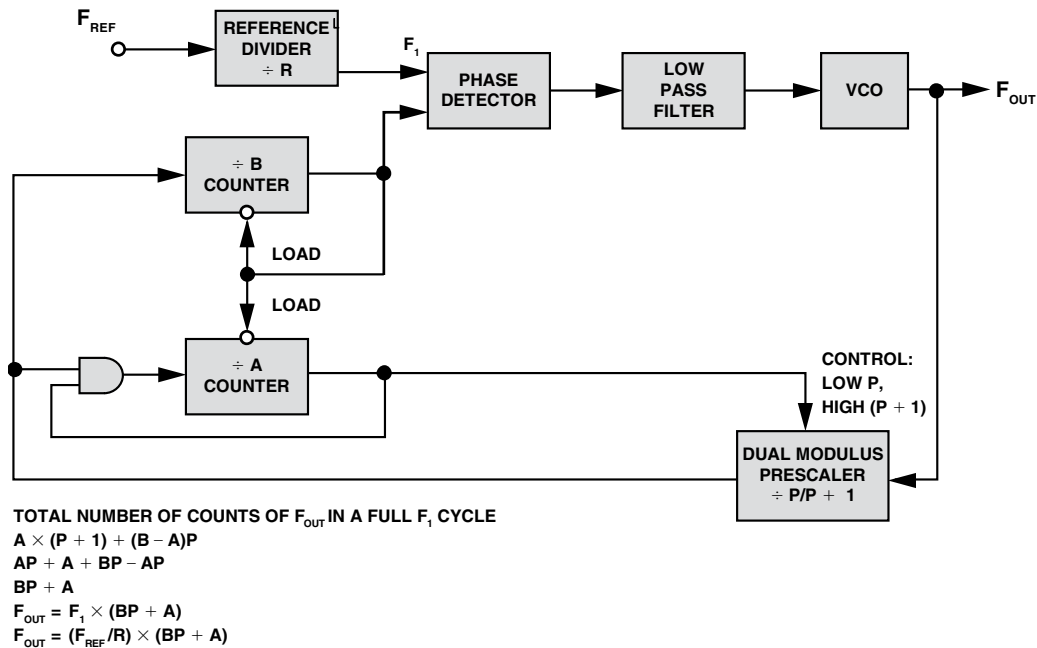 F_REF
REFERENCE
DIVIDER
÷ R
F_1
PHASE
DETECTOR
LOW
PASS
FILTER
VCO
F_OUT
÷ B
COUNTER
LOAD
LOAD
÷ A
COUNTER
CONTROL:
LOW P,
HIGH (P + 1)
DUAL MODULUS
PRESCALER
÷ P/P + 1
TOTAL NUMBER OF COUNTS OF F_OUT IN A FULL F_1 CYCLE
A × (P + 1) + (B – A)P
AP + A + BP – AP
BP + A
F_OUT = F_1 × (BP + A)
F_OUT = (F_REF/R) × (BP + A)